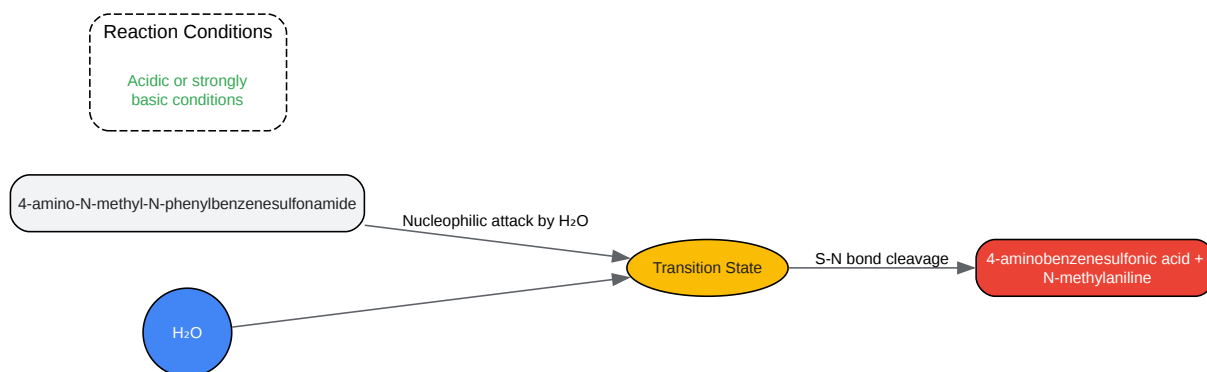 Reaction Conditions
Acidic or strongly
basic conditions
4-amino-N-methyl-N-phenylbenzenesulfonamide
Nucleophilic attack by H₂O
Transition State
S-N bond cleavage
4-aminobenzenesulfonic acid +
N-methylaniline
H₂O